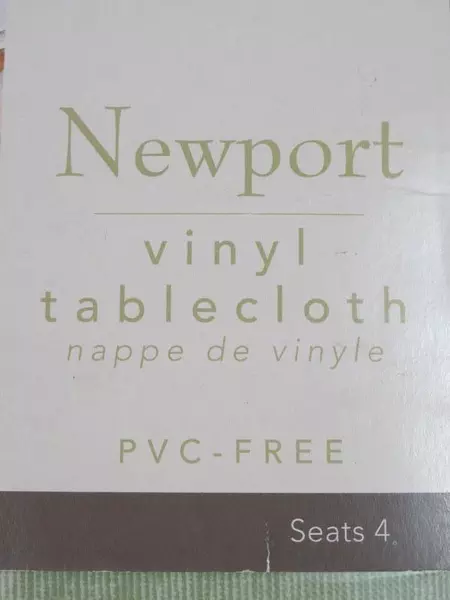 Newport
vinyl
tablecloth
nappe de vinyle
PVC-FREE
Seats 4